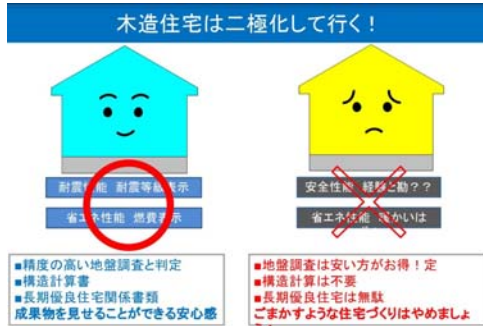 木造住宅は二極化して行く！
耐震性能 耐震等級表示
省エネ性能 燃費表示
安全性能 経験と勘？？
省エネ性能 暖かいは
■精度の高い地盤調査と判定
■構造計算書
■長期優良住宅関係書類
成果物を見せることができる安心感
■地盤調査は安い方がお得！定
■構造計算は不要
■長期優良住宅は無駄
ごまかすような住宅づくりはやめましょ